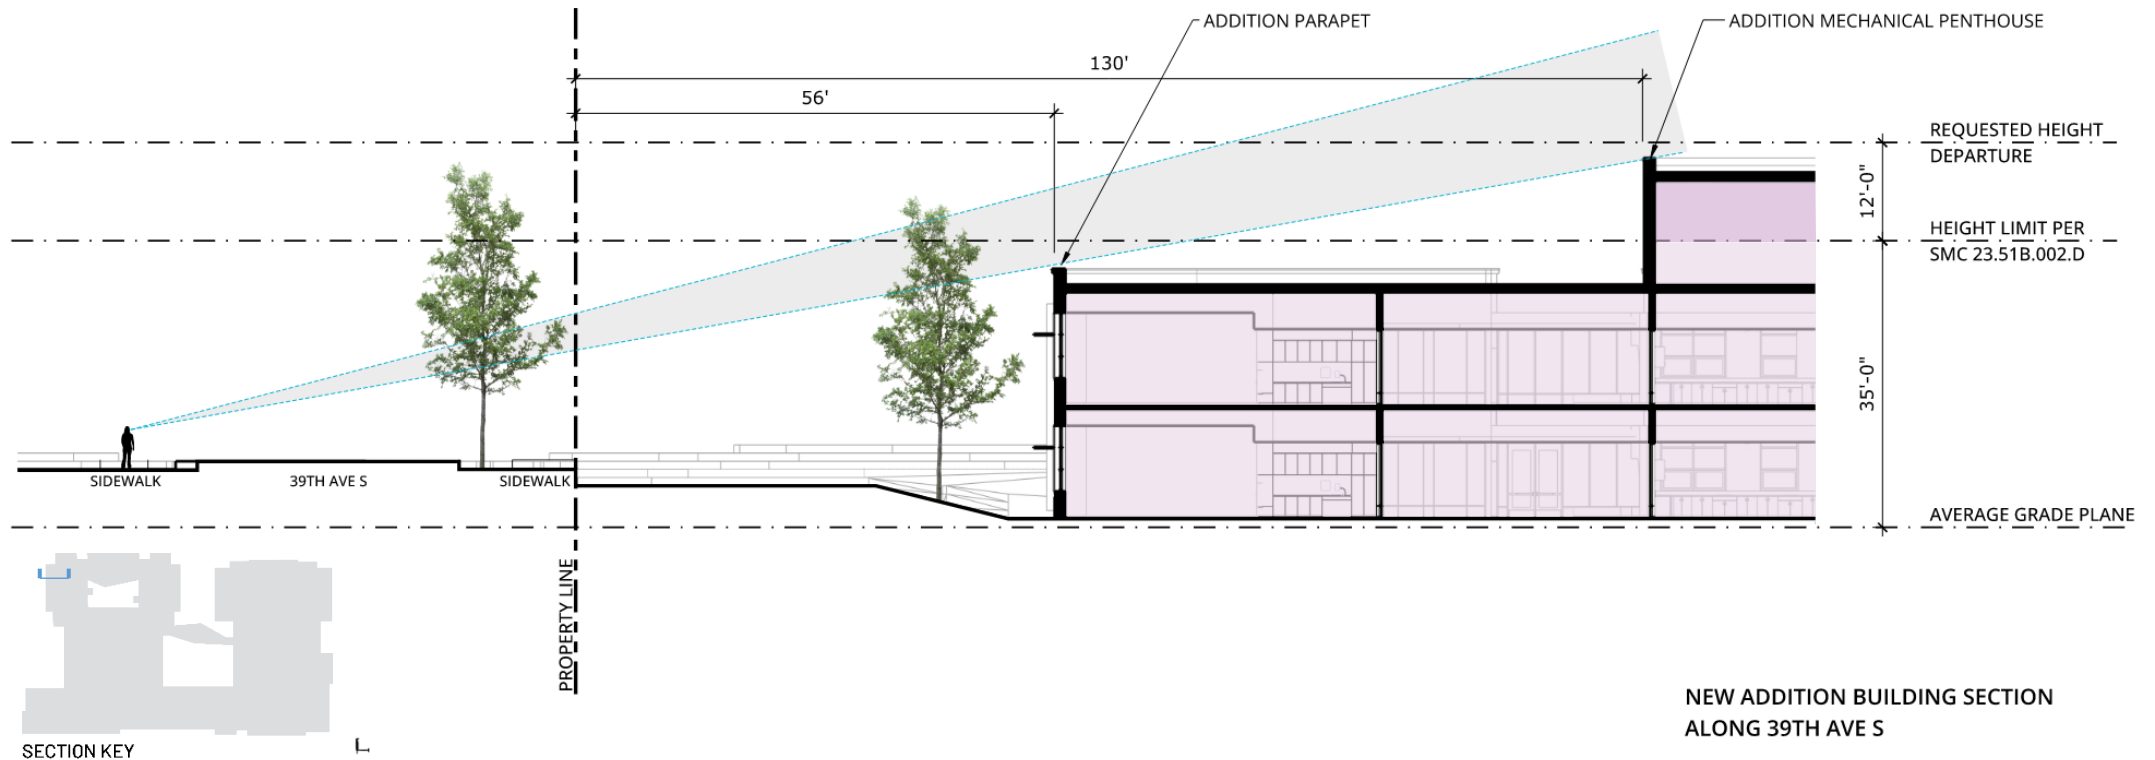 ADDITION PARAPET
ADDITION MECHANICAL PENTHOUSE
130'
56'
REQUESTED HEIGHT
DEPARTURE
12'-0"
HEIGHT LIMIT PER
SMC 23.51B.002.D
35'-0"
SIDEWALK
39TH AVE S
SIDEWALK
AVERAGE GRADE PLANE
PROPERTY LINE
NEW ADDITION BUILDING SECTION
ALONG 39TH AVE S
SECTION KEY